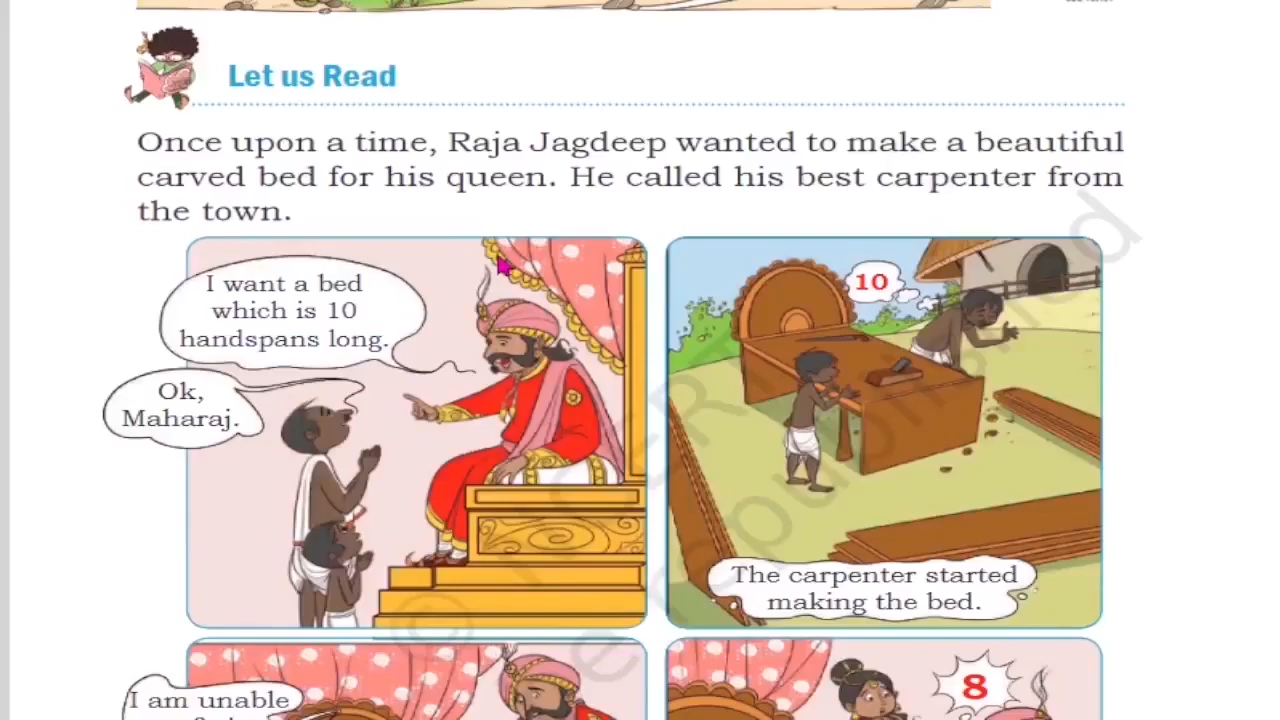 Let us Read
Once upon a time, Raja Jagdeep wanted to make a beautiful
carved bed for his queen. He called his best carpenter from
the town.
I want a bed
which is 10
handspans long.
Ok,
Maharaj.
10
The carpenter started
making the bed.
I am unable
8